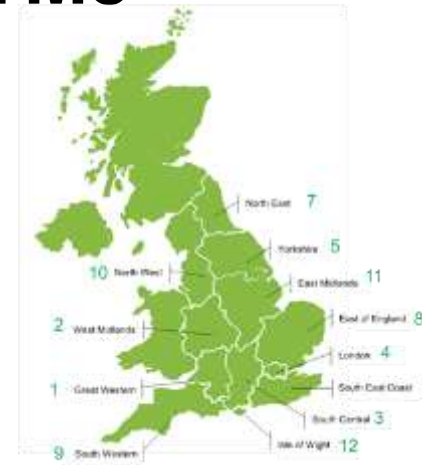 North East 7
Yorkshire 5
10 North West
East Midlands 11
East of England 8
2 West Midlands
London 4
1 Great Western
South East Coast
South Central 3
Isle of Wight 12
9 South Western